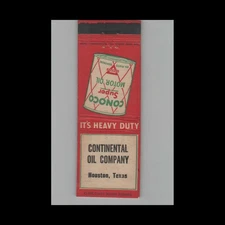 CONOCO
Super
MOTOR OIL
IT'S HEAVY DUTY
CONTINENTAL
OIL COMPANY
Houston, Texas